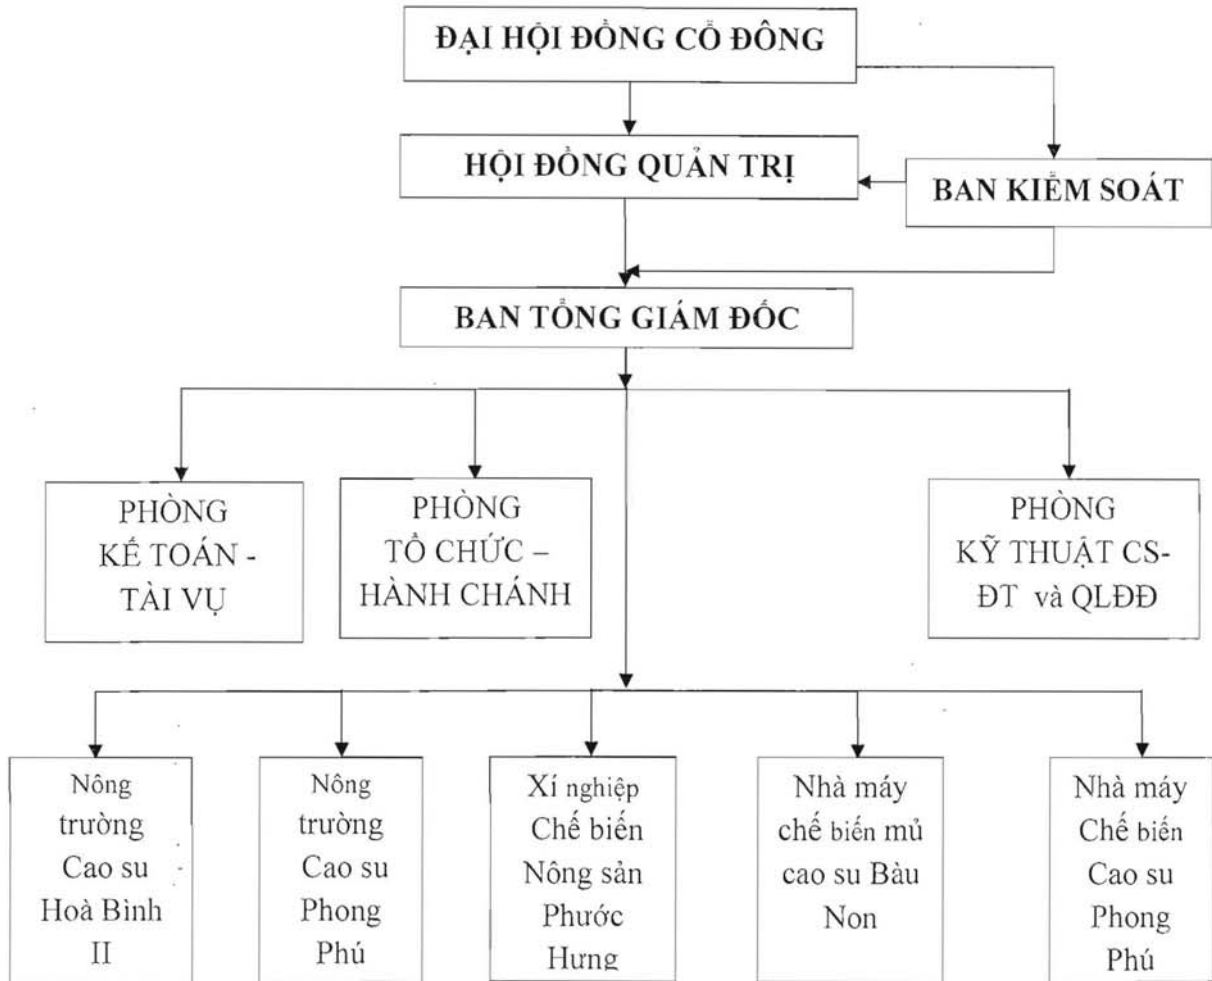 ĐẠI HỘI ĐỒNG CỔ ĐÔNG
HỘI ĐỒNG QUẢN TRỊ
BAN KIỂM SOÁT
BAN TỔNG GIÁM ĐỐC
PHÒNG
KẾ TOÁN -
TÀI VỤ
PHÒNG
TỔ CHỨC –
HÀNH CHÁNH
PHÒNG
KỸ THUẬT CS-
ĐT và QLĐĐ
Nông
trường
Cao su
Hoà Bình
II
Nông
trường
Cao su
Phong
Phú
Xí nghiệp
Chế biến
Nông sản
Phước
Hưng
Nhà máy
chế biến mủ
cao su Bàu
Non
Nhà máy
Chế biến
Cao su
Phong
Phú